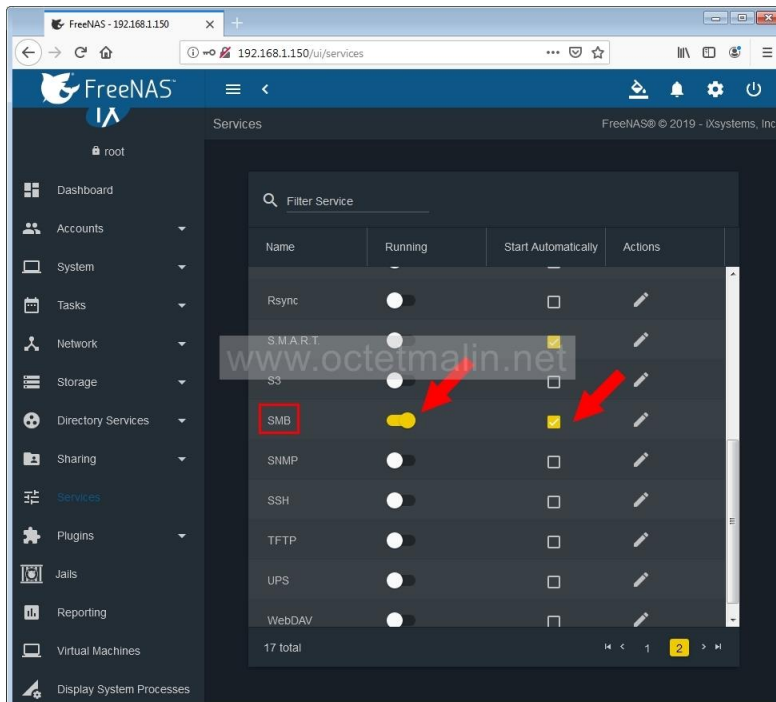 FreeNAS - 192.168.1.150
192.168.1.150/ui/services
FreeNAS
Services
FreeNAS® © 2019 - iXsystems, Inc
root
Dashboard
Accounts
System
Tasks
Network
Storage
Directory Services
Sharing
Services
Plugins
Jails
Reporting
Virtual Machines
Display System Processes
Filter Service
Name Running Start Automatically Actions
Rsync
S.M.A.R.T.
www.octetmalin.net
S3
SMB
SNMP
SSH
TFTP
UPS
WebDAV
17 total
1 2